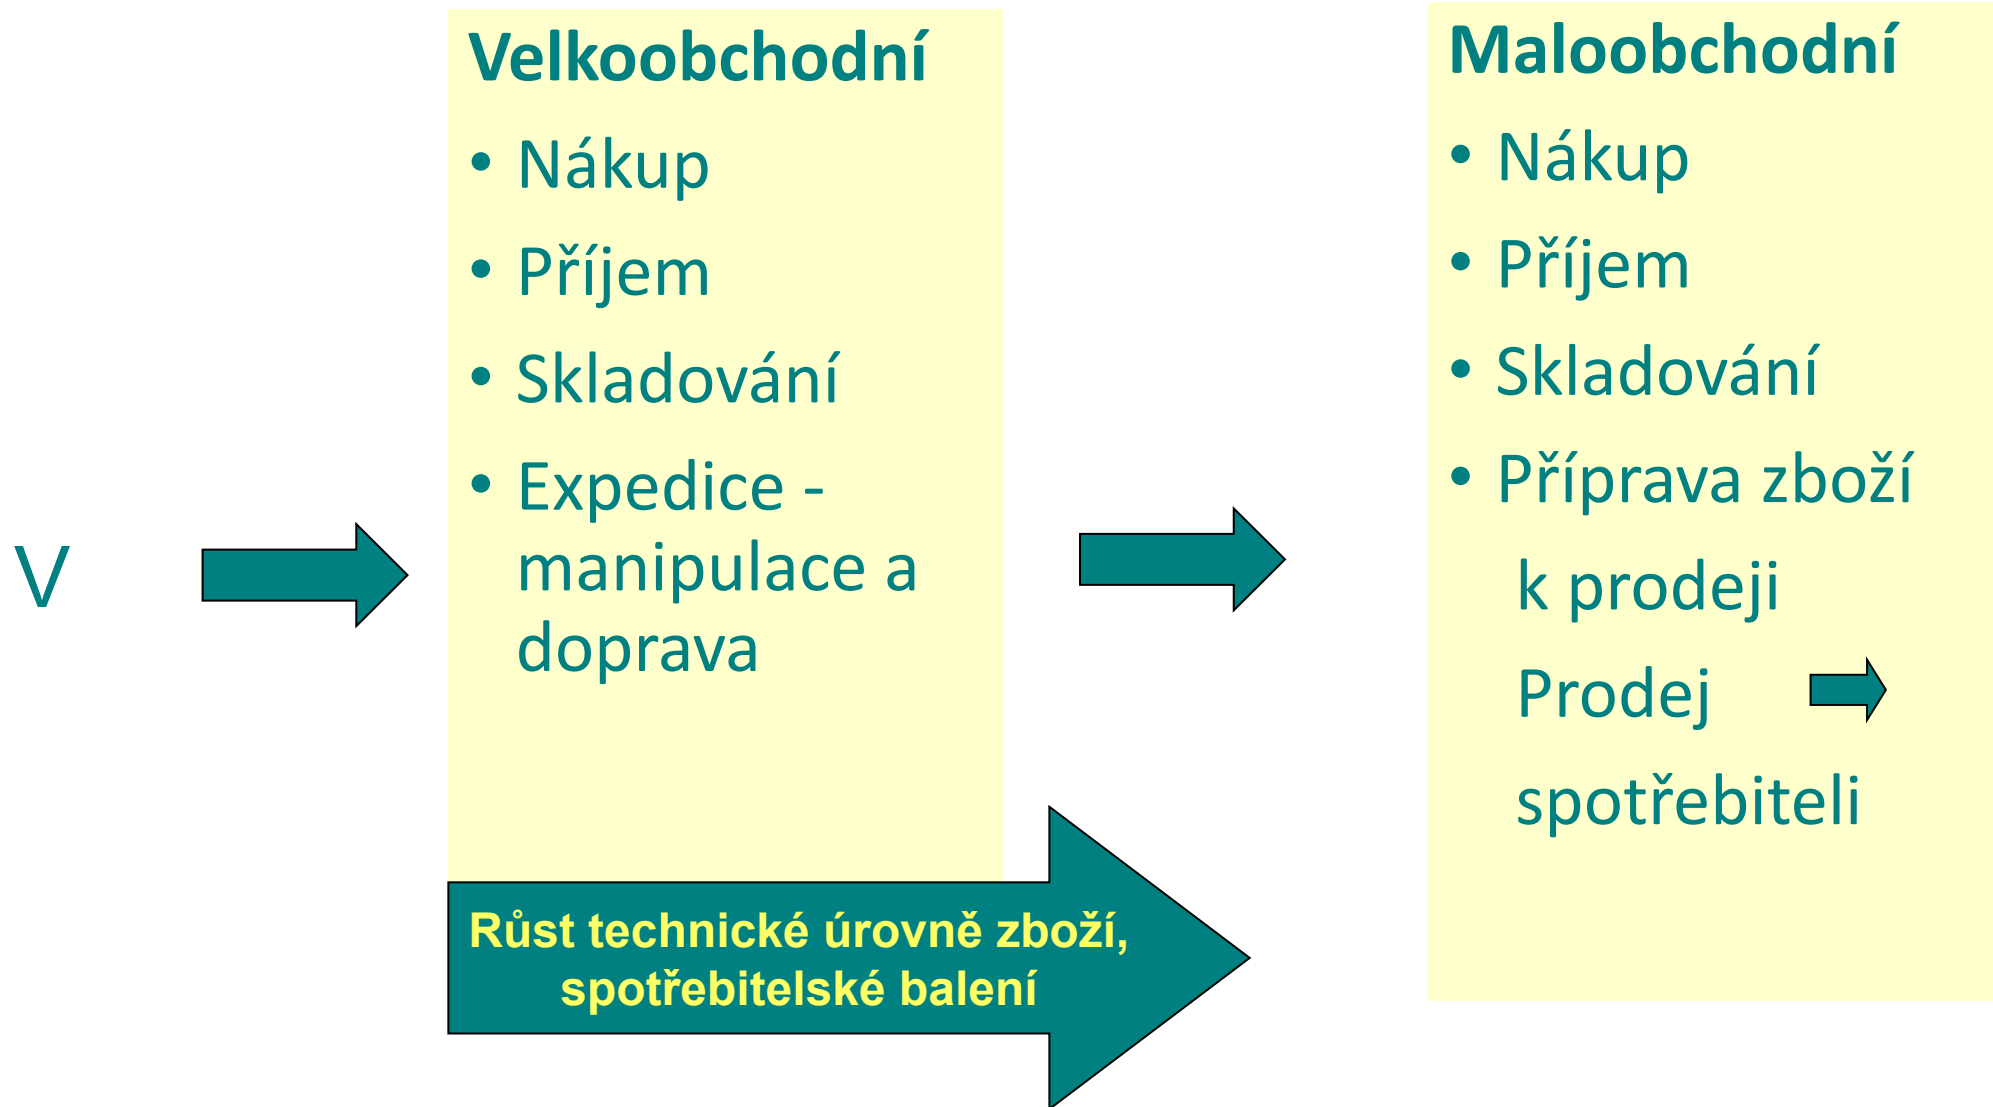 V
Velkoobchodní
• Nákup
• Příjem
• Skladování
• Expedice -
manipulace a
doprava
Růst technické úrovně zboží,
spotřebitelské balení
Maloobchodní
• Nákup
• Příjem
• Skladování
• Příprava zboží
k prodeji
Prodej
spotřebiteli